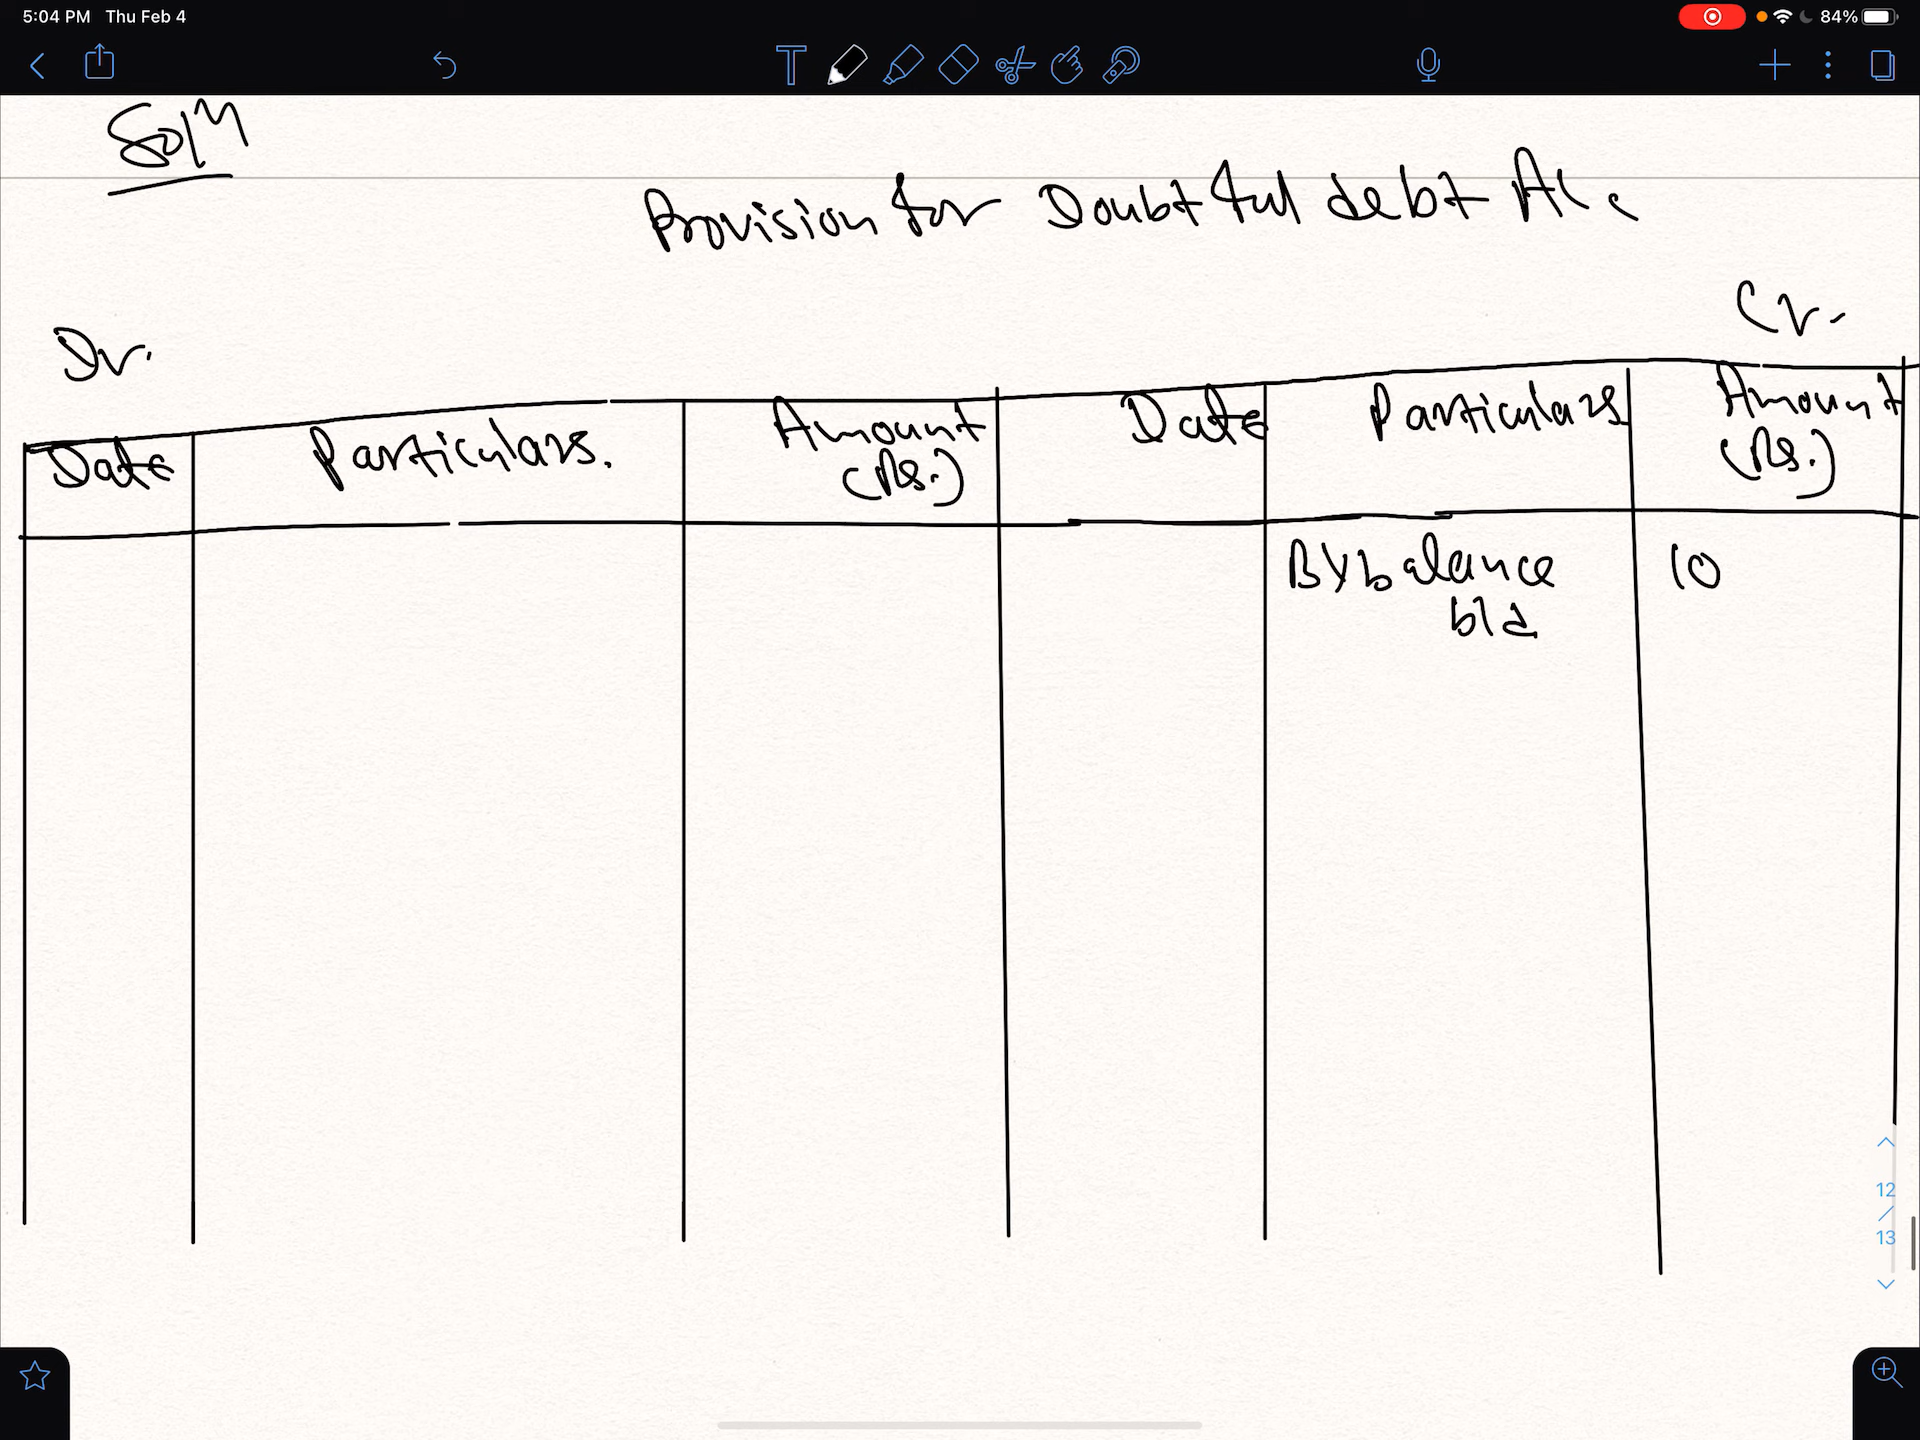 5:04 PM Thu Feb 4
84%
Sol^n
Provision for Doubtful debt A/c
Dr.
Cr.
Date Particulars. Amount (Rs.) Date Particulars Amount (Rs.)
By balance b/d 10
12
/
13